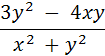 3y² − 4xy
x² + y²